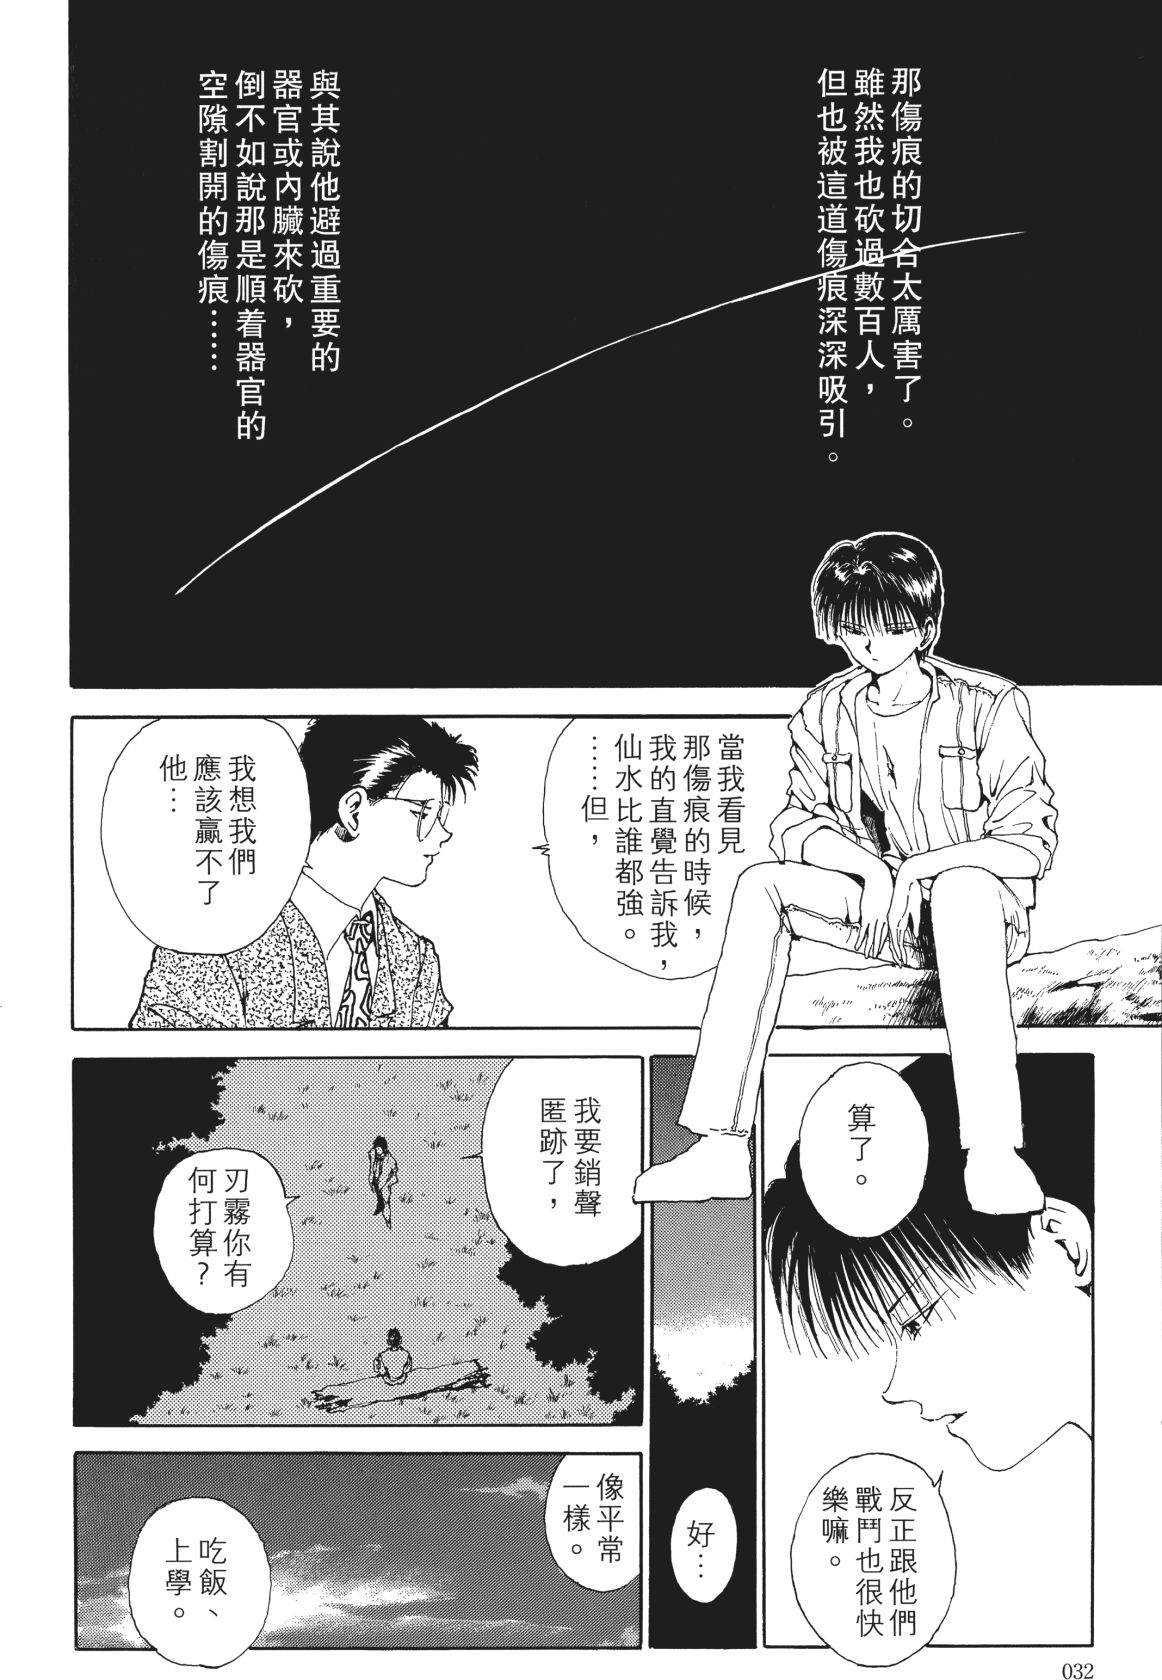 那傷痕的切合太厲害了。
雖然我也砍過數百人，
但也被這道傷痕深深吸引。
與其說他避過重要的
器官或內臟來砍，
倒不如說那是順着器官的
空隙割開的傷痕……
當我看見
那傷痕的時候，
我的直覺告訴我，
仙水比誰都強。
……但，
我想我們
應該贏不了
他…
算了。
反正跟他們
戰鬥也很快
樂嘛。
好…
我要銷聲
匿跡了，
刃霧你有
何打算？
像平常
一樣。
吃飯、
上學。
032